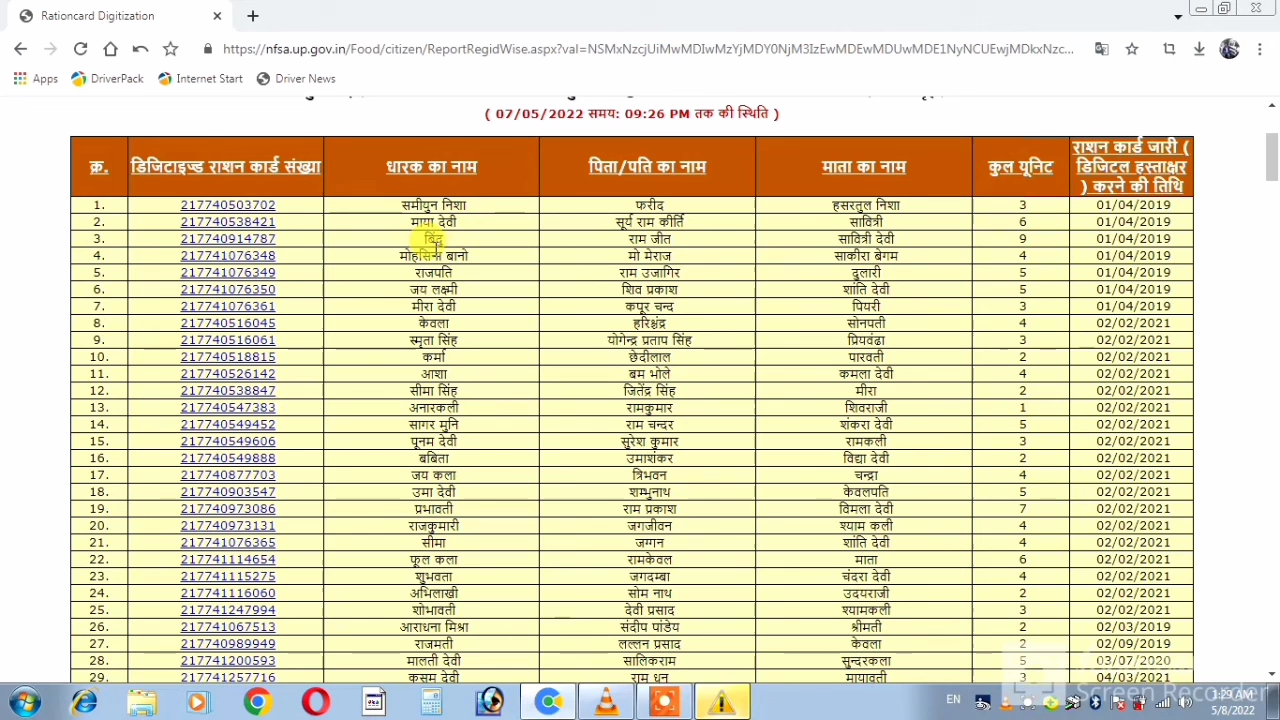 Rationcard Digitization
https://nfsa.up.gov.in/Food/citizen/ReportRegidWise.aspx?val=NSMxNzcjUiMwMDIwMzYjMDY0NjM3IzEwMDEwMDUwMDE1NyNCUEwjMDkxNzc...
Apps DriverPack Internet Start Driver News
( 07/05/2022 समय: 09:26 PM तक की स्थिति )
क्र. डिजिटाइज्ड राशन कार्ड संख्या धारक का नाम पिता/पति का नाम माता का नाम कुल यूनिट राशन कार्ड जारी ( डिजिटल हस्ताक्षर ) करने की तिथि
1. 217740503702 समीपुन निशा फरीद हसरतुल निशा 3 01/04/2019
2. 217740538421 माया देवी सूर्य राम कीर्ति सावित्री 6 01/04/2019
3. 217740914787 बिंदु राम जीत सावित्री देवी 9 01/04/2019
4. 217741076348 मोहसिना बानो मो मेराज साकीरा बेगम 4 01/04/2019
5. 217741076349 राजपति राम उजागिर दुलारी 5 01/04/2019
6. 217741076350 जय लक्ष्मी शिव प्रकाश शांति देवी 5 01/04/2019
7. 217741076361 मीरा देवी कपूर चन्द पियरी 3 01/04/2019
8. 217740516045 केवला हरिश्चंद्र सोनपती 4 02/02/2021
9. 217740516061 स्मृता सिंह योगेन्द्र प्रताप सिंह प्रियवंढा 3 02/02/2021
10. 217740518815 कर्मा छेदीलाल पारवती 2 02/02/2021
11. 217740526142 आशा बम भोले कमला देवी 4 02/02/2021
12. 217740538847 सीमा सिंह जितेंद्र सिंह मीरा 2 02/02/2021
13. 217740547383 अनारकली रामकुमार शिवराजी 1 02/02/2021
14. 217740549452 सागर मुनि राम चन्दर शंकरा देवी 5 02/02/2021
15. 217740549606 पूनम देवी सुरेश कुमार रामकली 3 02/02/2021
16. 217740549888 बबिता उमाशंकर विद्या देवी 2 02/02/2021
17. 217740877703 जय कला त्रिभवन चन्द्रा 4 02/02/2021
18. 217740903547 उमा देवी शम्भुनाथ केवलपति 5 02/02/2021
19. 217740973086 प्रभावती राम प्रकाश विमला देवी 7 02/02/2021
20. 217740973131 राजकुमारी जगजीवन श्याम कली 4 02/02/2021
21. 217741076365 सीमा जग्गन शांति देवी 4 02/02/2021
22. 217741114654 फूल कला रामकेवल माता 6 02/02/2021
23. 217741115275 शुभवता जगदम्बा चंदरा देवी 4 02/02/2021
24. 217741116060 अभिलाखी सोम नाथ उदयराजी 2 02/02/2021
25. 217741247994 शोभावती देवी प्रसाद श्यामकली 3 02/02/2021
26. 217741067513 आराधना मिश्रा संदीप पांडेय श्रीमती 2 02/03/2019
27. 217740989949 राजमती लल्लन प्रसाद केवला 2 02/09/2019
28. 217741200593 मालती देवी सालिकराम सुन्दरकला 5 03/07/2020
29. 217741257716 कुसुम देवी राम धन मायावती 3 04/03/2021
Screen Recorder
EN 1:29 AM
5/8/2022